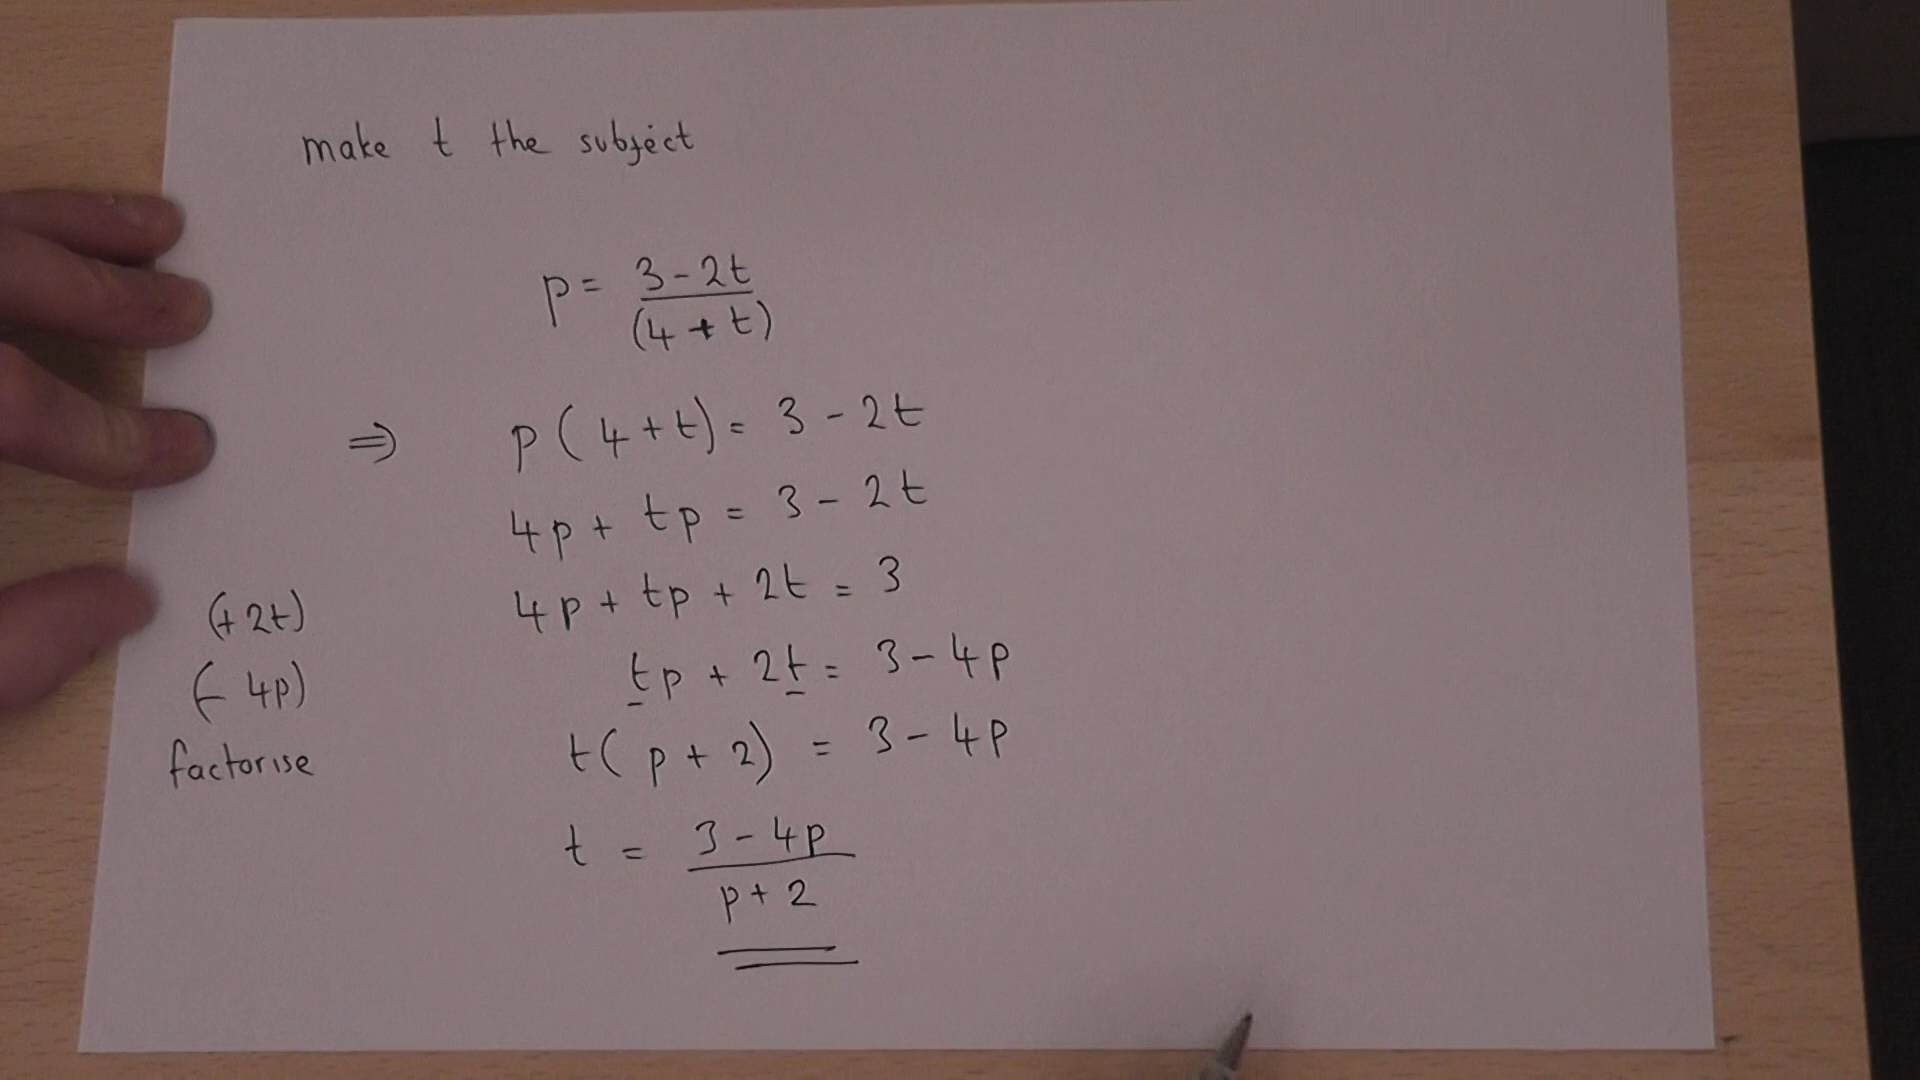 make t the subject
p = 3 - 2t / (4 + t)
⇒ p ( 4 + t) = 3 - 2t
4p + tp = 3 - 2t
(+ 2t) 4p + tp + 2t = 3
(- 4p) tp + 2t = 3 - 4p
factorise t( p + 2) = 3 - 4p
t = 3 - 4p / p + 2